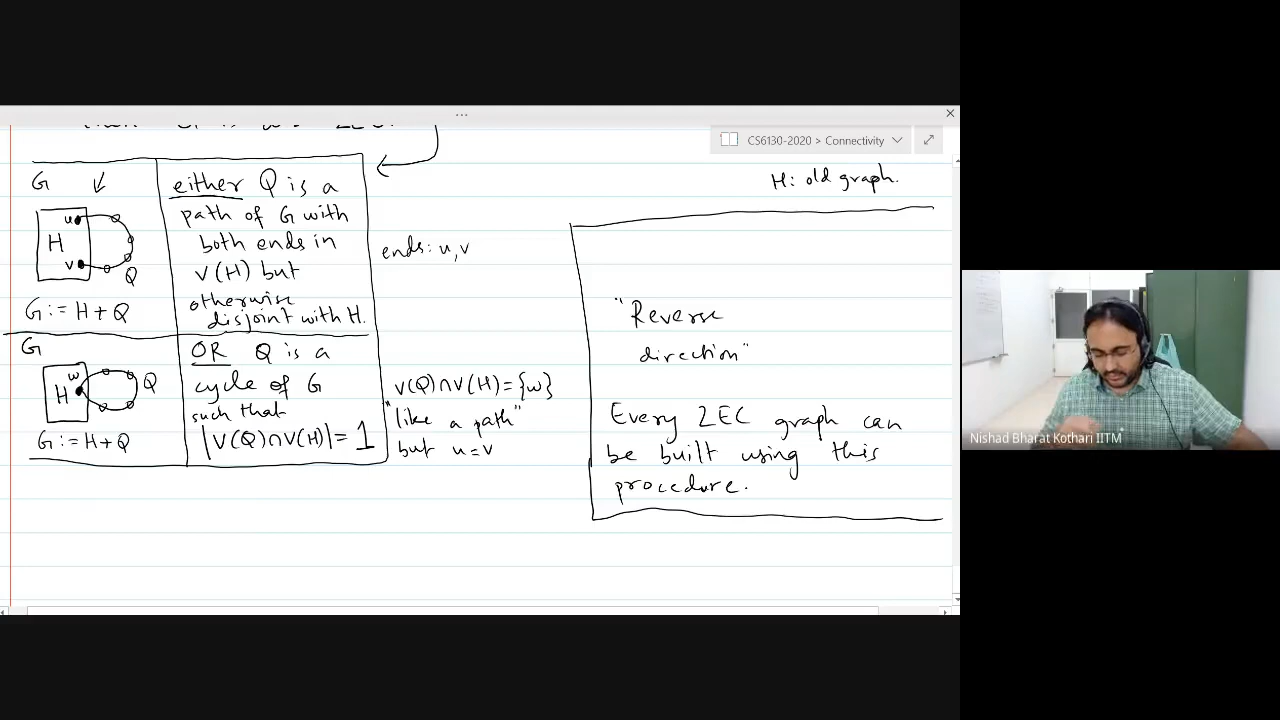 CS6130-2020 > Connectivity
H: old graph.
G
u
H
v
Q
G := H + Q
either Q is a
path of G with
both ends in
V(H) but
otherwise
disjoint with H.
ends: u, v
G
w
H
Q
G := H + Q
OR Q is a
cycle of G
such that
|V(Q)∩V(H)| = 1
V(Q)∩V(H) = {w}
"like a path"
but u=v
"Reverse
direction"
Every 2EC graph can
be built using this
procedure.
Nishad Bharat Kothari IITM